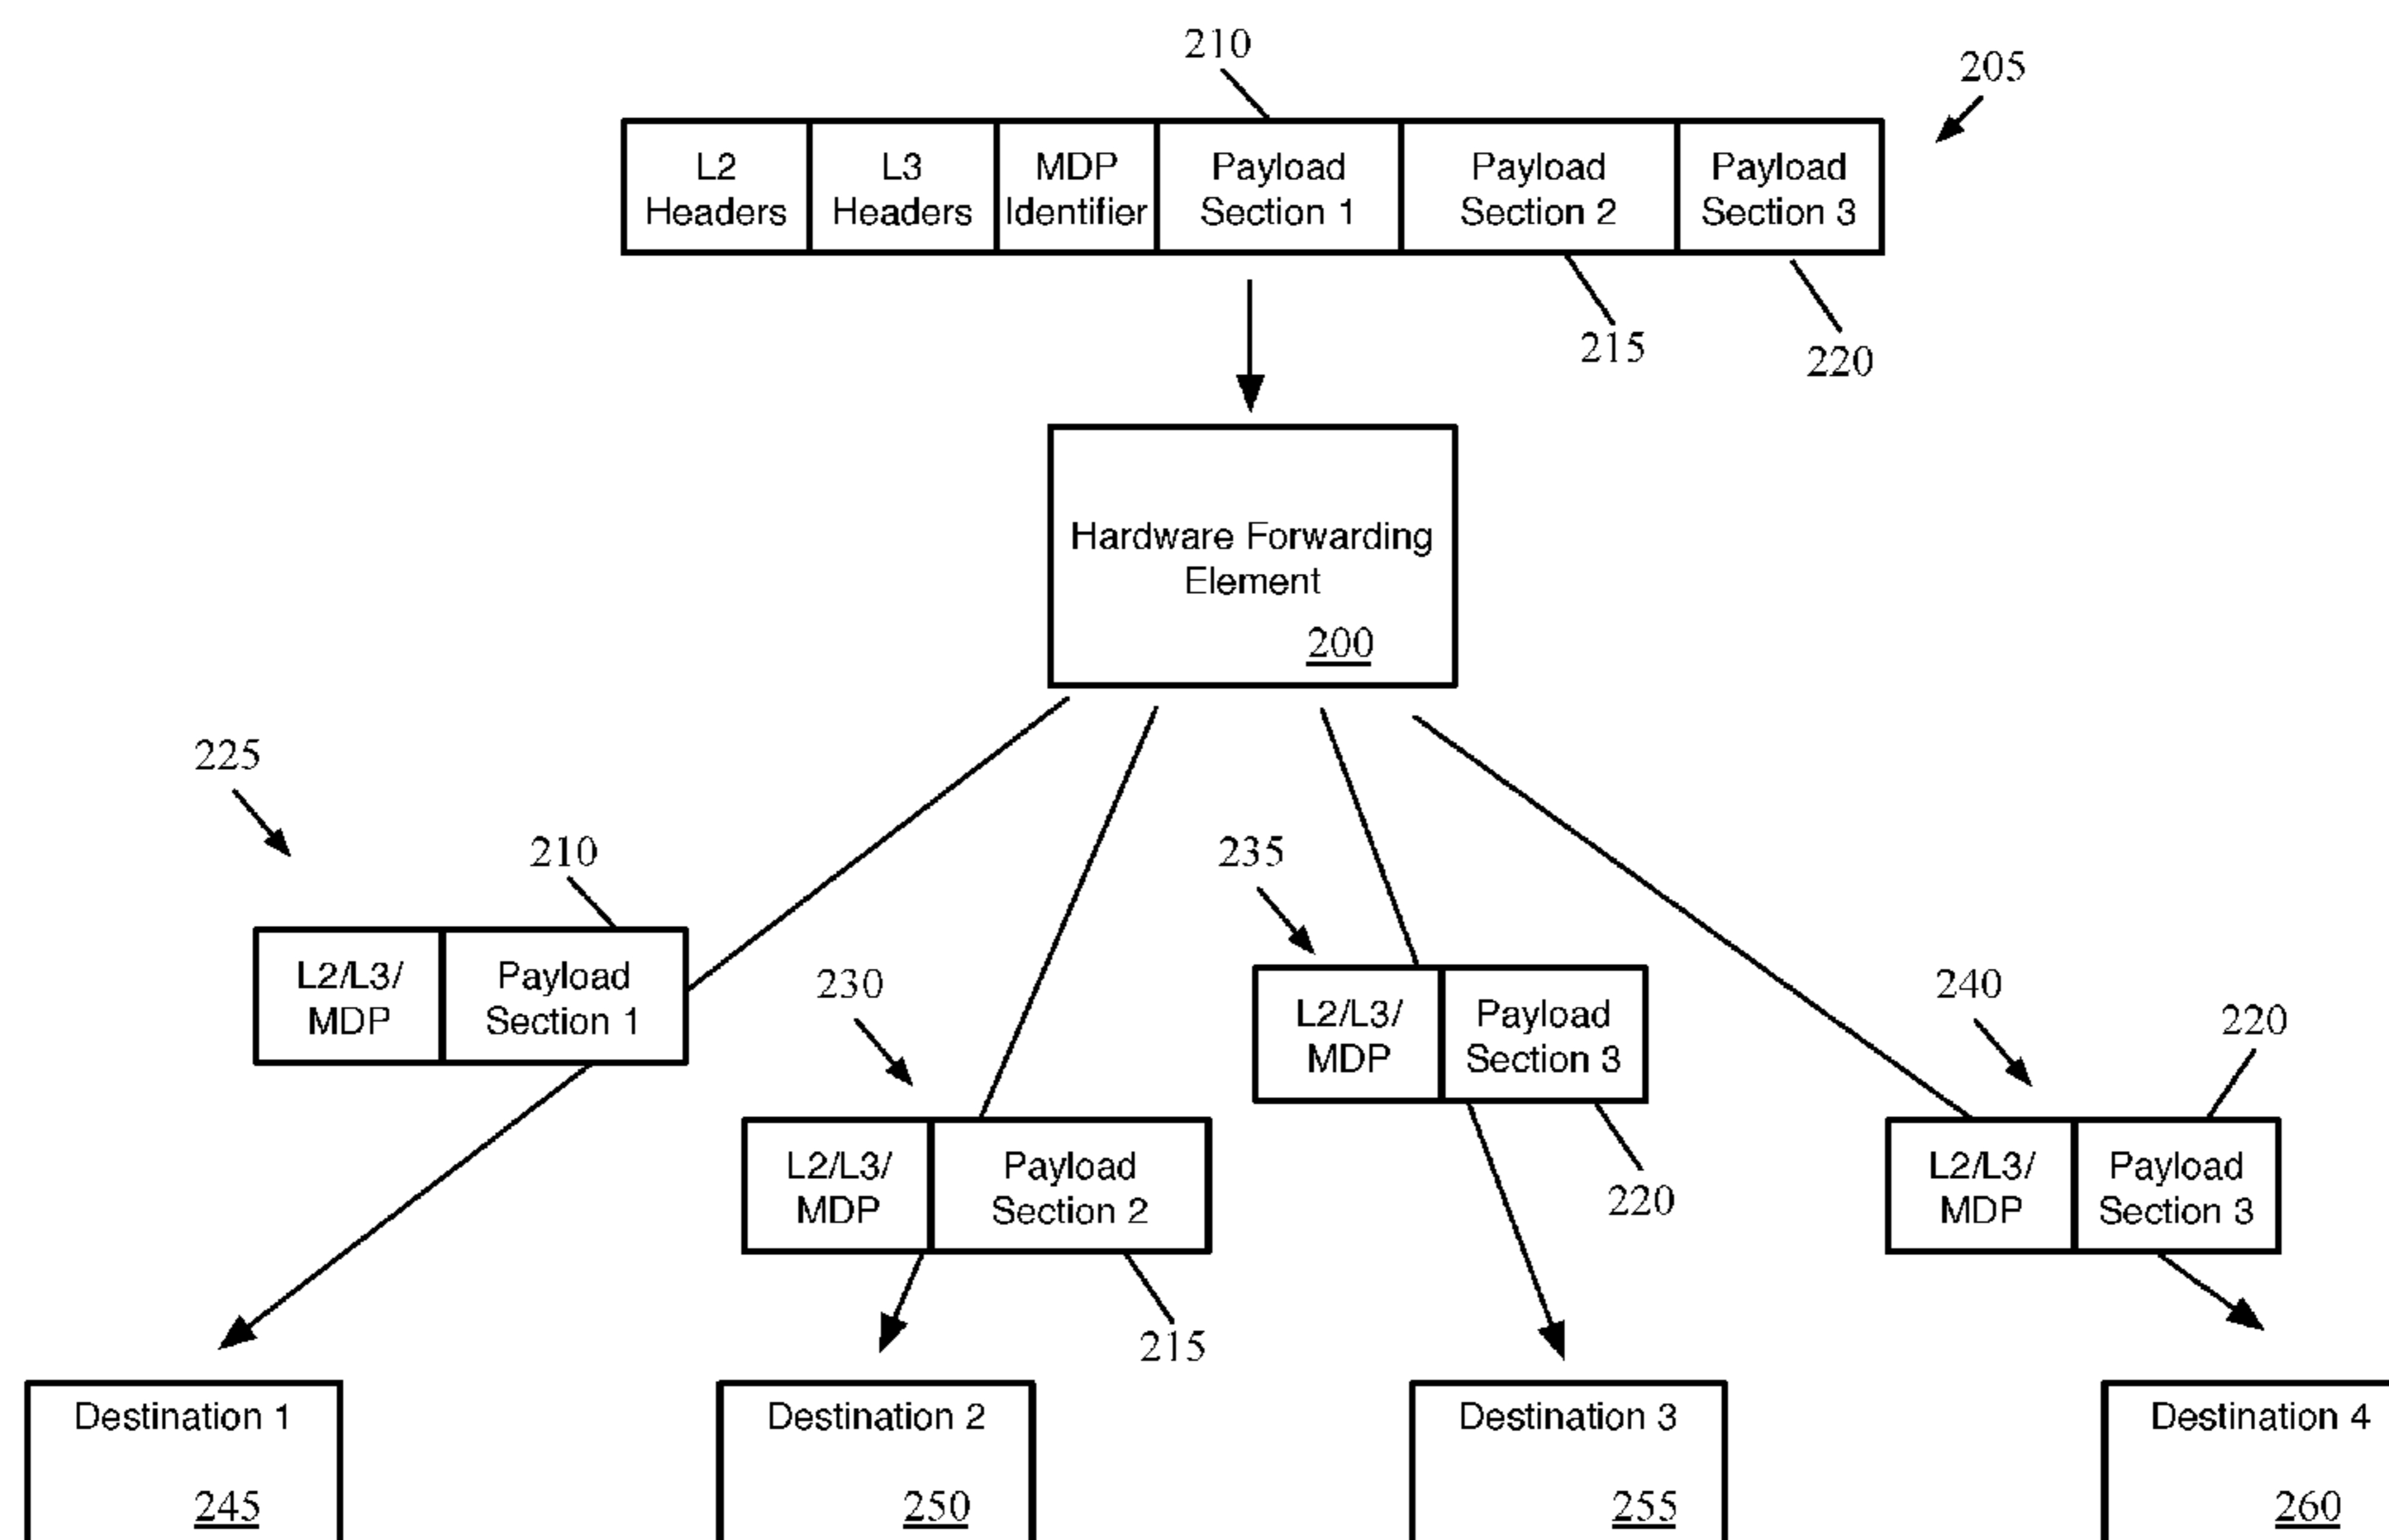 210
205
L2
Headers
L3
Headers
MDP
Identifier
Payload
Section 1
Payload
Section 2
Payload
Section 3
215
220
Hardware Forwarding
Element
200
225
210
235
230
240
220
L2/L3/
MDP
Payload
Section 1
L2/L3/
MDP
Payload
Section 3
L2/L3/
MDP
Payload
Section 2
220
L2/L3/
MDP
Payload
Section 3
215
Destination 1
245
Destination 2
250
Destination 3
255
Destination 4
260